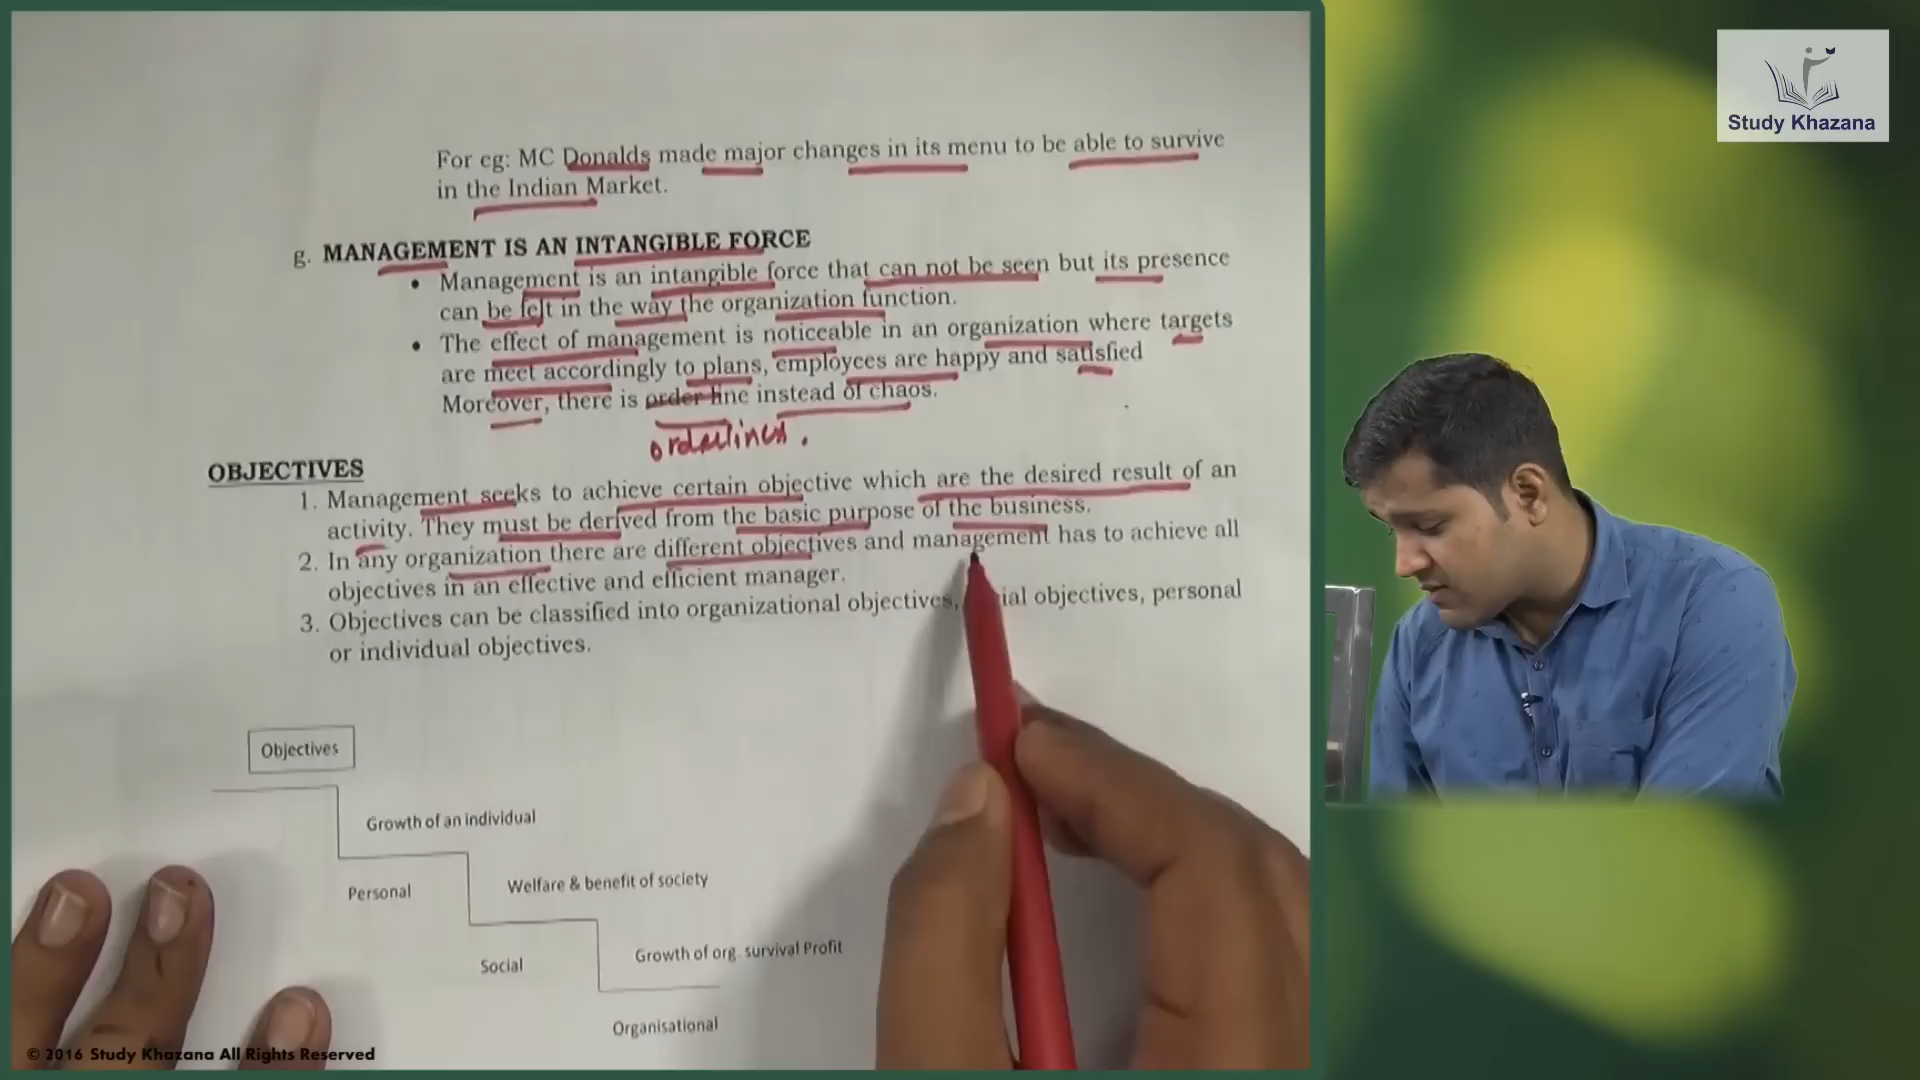 Study Khazana
For eg: MC Donalds made major changes in its menu to be able to survive
in the Indian Market.
g. MANAGEMENT IS AN INTANGIBLE FORCE
• Management is an intangible force that can not be seen but its presence
can be felt in the way the organization function.
• The effect of management is noticeable in an organization where targets
are meet accordingly to plans, employees are happy and satisfied
Moreover, there is order line instead of chaos.
orderliness.
OBJECTIVES
1. Management seeks to achieve certain objective which are the desired result of an
activity. They must be derived from the basic purpose of the business.
2. In any organization there are different objectives and management has to achieve all
objectives in an effective and efficient manager.
3. Objectives can be classified into organizational objectives, objectives, personal
or individual objectives.
Objectives
Growth of an individual
Personal
Welfare & benefit of society
Social
Growth of org. survival Profit
Organisational
© 2016 Study Khazana All Rights Reserved